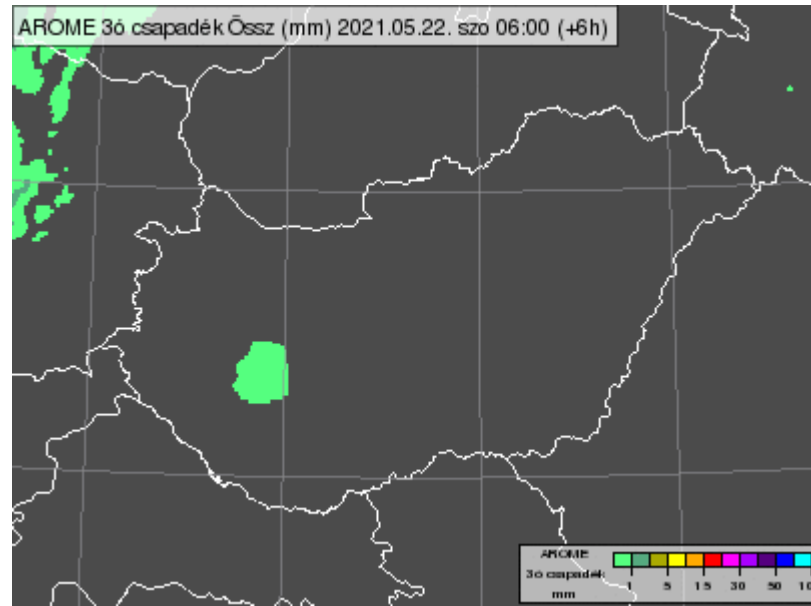 AROME 3ó csapadék Össz (mm) 2021.05.22. szo 06:00 (+6h)
AROME
3ó csapadék
mm
1 5 15 30 50 10